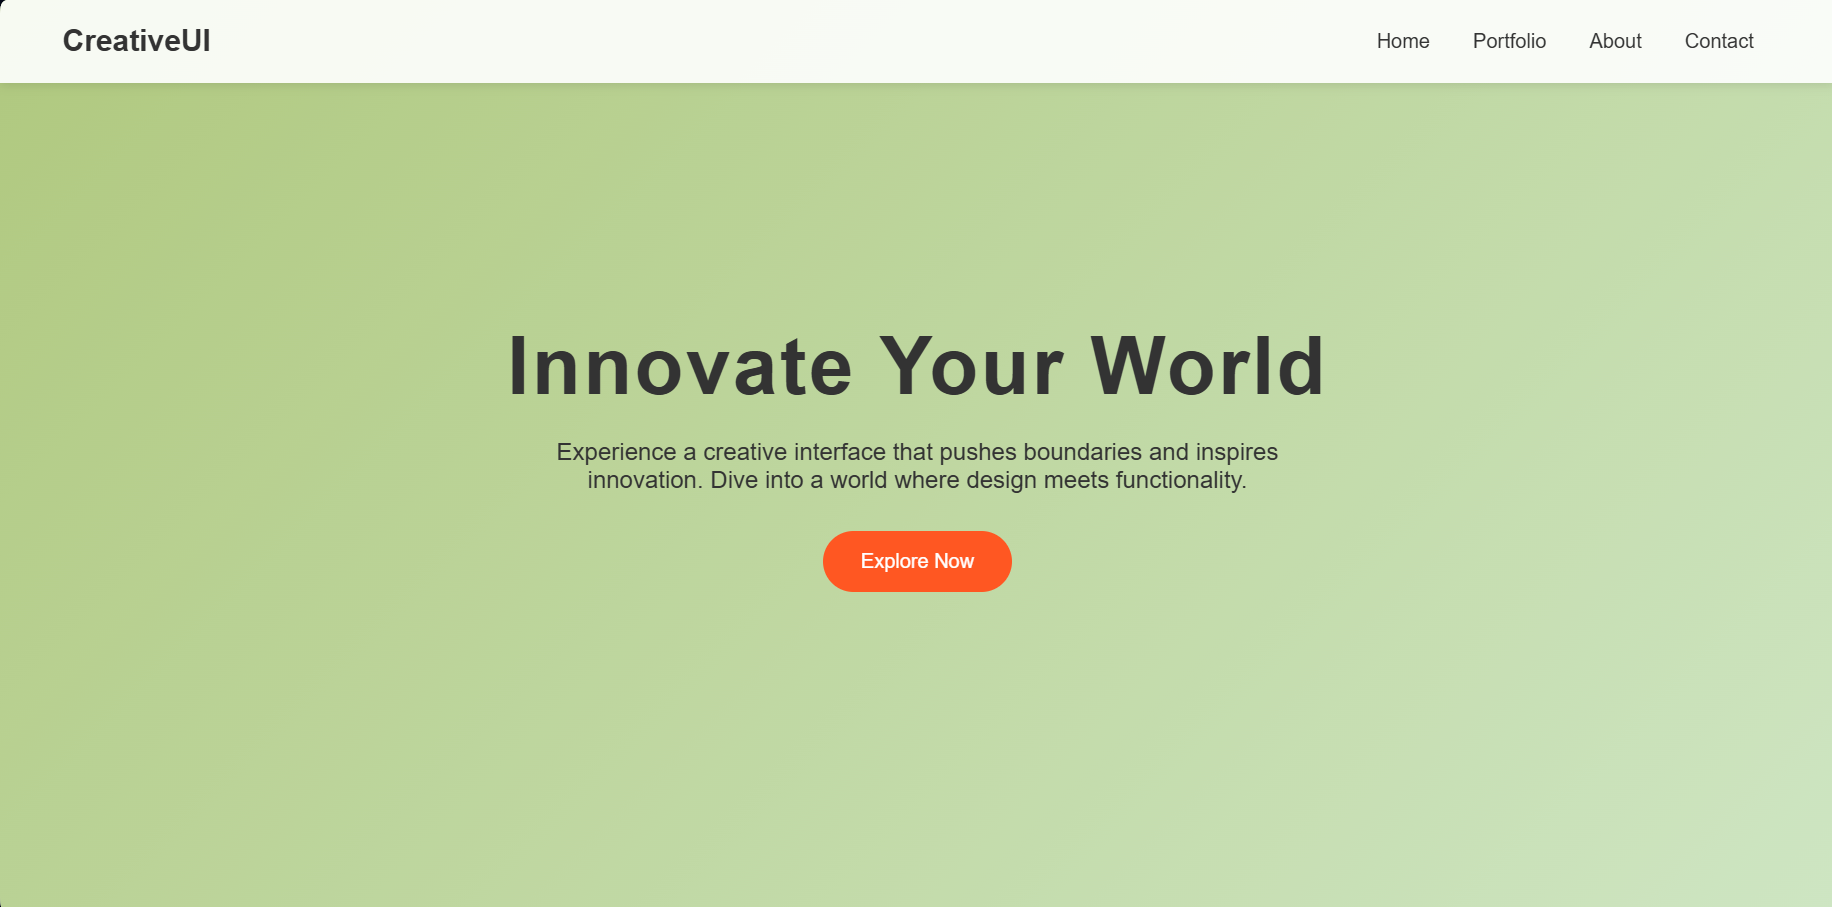 CreativeUI
Home Portfolio About Contact
Innovate Your World
Experience a creative interface that pushes boundaries and inspires
innovation. Dive into a world where design meets functionality.
Explore Now